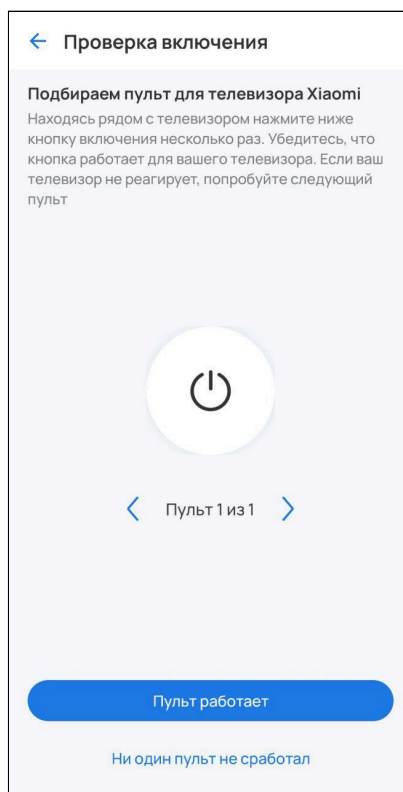 Проверка включения
Подбираем пульт для телевизора Xiaomi
Находясь рядом с телевизором нажмите ниже
кнопку включения несколько раз. Убедитесь, что
кнопка работает для вашего телевизора. Если ваш
телевизор не реагирует, попробуйте следующий
пульт
Пульт 1 из 1
Пульт работает
Ни один пульт не сработал